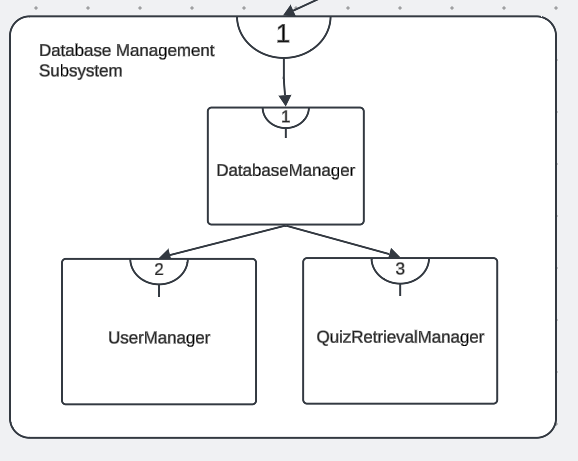 1
Database Management
Subsystem
1
DatabaseManager
2
3
UserManager
QuizRetrievalManager